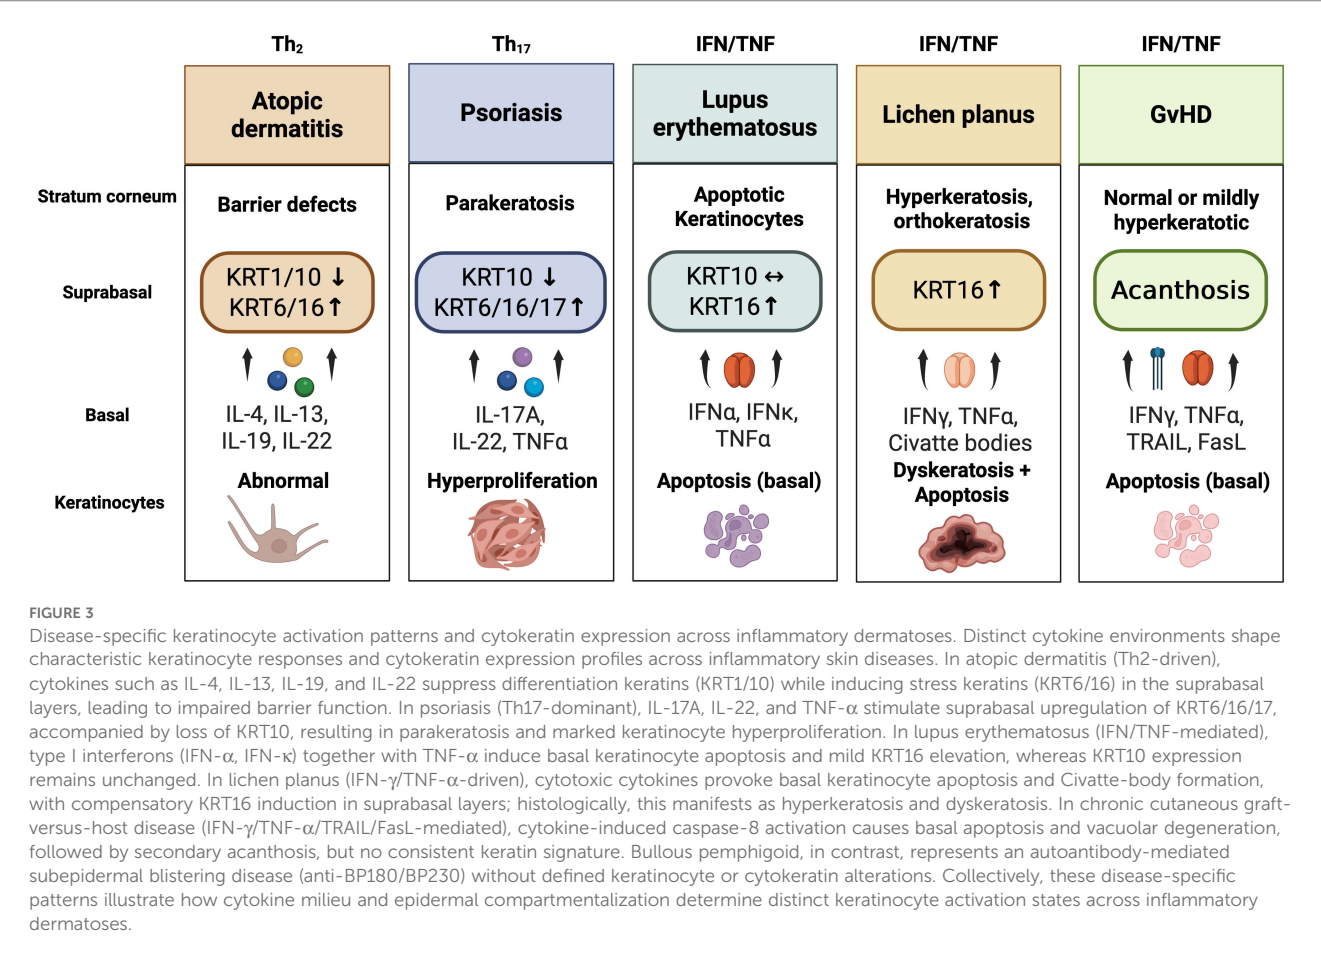 Th2
Th17
IFN/TNF
IFN/TNF
IFN/TNF
Atopic
dermatitis
Psoriasis
Lupus
erythematosus
Lichen planus
GvHD
Stratum corneum
Barrier defects
Parakeratosis
Apoptotic
Keratinocytes
Hyperkeratosis,
orthokeratosis
Normal or mildly
hyperkeratotic
Suprabasal
KRT1/10 ↓
KRT6/16↑
KRT10 ↓
KRT6/16/17↑
KRT10 ↔
KRT16↑
KRT16↑
Acanthosis
Basal
IL-4, IL-13,
IL-19, IL-22
IL-17A,
IL-22, TNFα
IFNα, IFNκ,
TNFα
IFNγ, TNFα,
Civatte bodies
IFNγ, TNFα,
TRAIL, FasL
Keratinocytes
Abnormal
Hyperproliferation
Apoptosis (basal)
Dyskeratosis +
Apoptosis
Apoptosis (basal)
FIGURE 3
Disease-specific keratinocyte activation patterns and cytokeratin expression across inflammatory dermatoses. Distinct cytokine environments shape
characteristic keratinocyte responses and cytokeratin expression profiles across inflammatory skin diseases. In atopic dermatitis (Th2-driven),
cytokines such as IL-4, IL-13, IL-19, and IL-22 suppress differentiation keratins (KRT1/10) while inducing stress keratins (KRT6/16) in the suprabasal
layers, leading to impaired barrier function. In psoriasis (Th17-dominant), IL-17A, IL-22, and TNF-α stimulate suprabasal upregulation of KRT6/16/17,
accompanied by loss of KRT10, resulting in parakeratosis and marked keratinocyte hyperproliferation. In lupus erythematosus (IFN/TNF-mediated),
type I interferons (IFN-α, IFN-κ) together with TNF-α induce basal keratinocyte apoptosis and mild KRT16 elevation, whereas KRT10 expression
remains unchanged. In lichen planus (IFN-γ/TNF-α-driven), cytotoxic cytokines provoke basal keratinocyte apoptosis and Civatte-body formation,
with compensatory KRT16 induction in suprabasal layers; histologically, this manifests as hyperkeratosis and dyskeratosis. In chronic cutaneous graft-
versus-host disease (IFN-γ/TNF-α/TRAIL/FasL-mediated), cytokine-induced caspase-8 activation causes basal apoptosis and vacuolar degeneration,
followed by secondary acanthosis, but no consistent keratin signature. Bullous pemphigoid, in contrast, represents an autoantibody-mediated
subepidermal blistering disease (anti-BP180/BP230) without defined keratinocyte or cytokeratin alterations. Collectively, these disease-specific
patterns illustrate how cytokine milieu and epidermal compartmentalization determine distinct keratinocyte activation states across inflammatory
dermatoses.